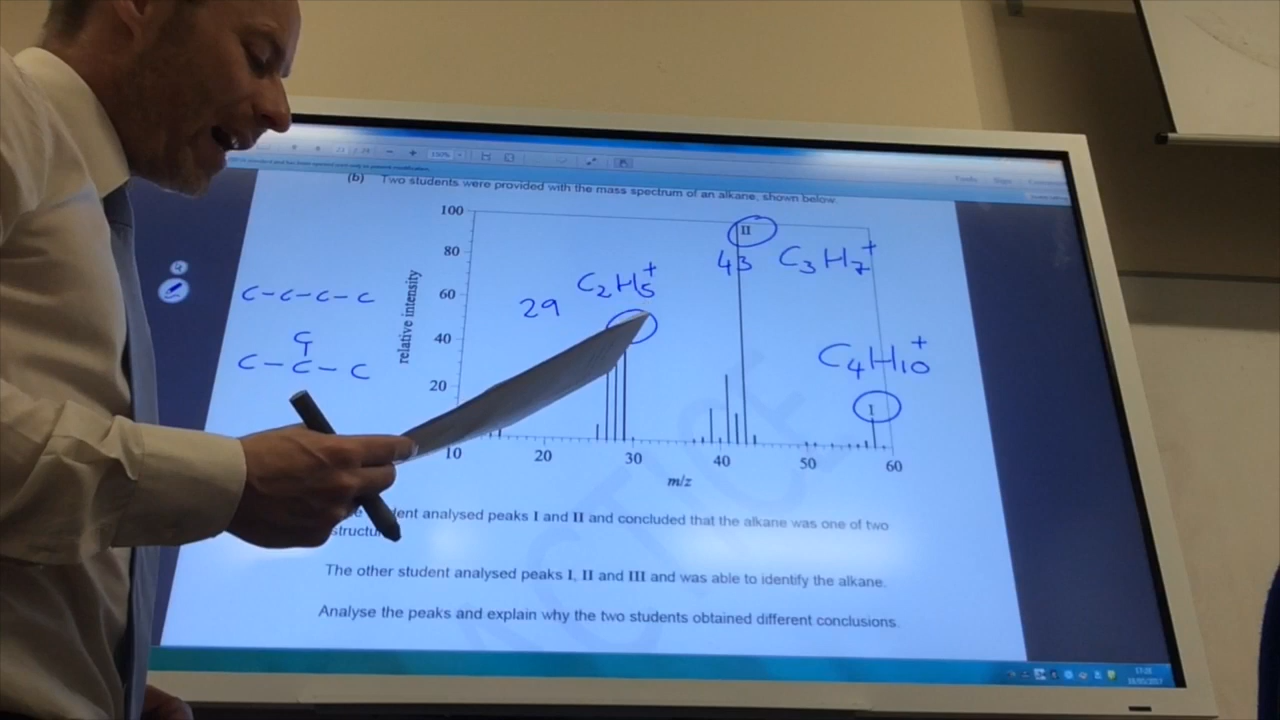 (b) Two students were provided with the mass spectrum of an alkane, shown below.
100
80
60
40
20
relative intensity
10 20 30 40 50 60
m/z
II
43 C3H7+
C2H5+
29
C4H10+
I
C-C-C-C
C
C-C-C
analysed peaks I and II and concluded that the alkane was one of two
The other student analysed peaks I, II and III and was able to identify the alkane.
Analyse the peaks and explain why the two students obtained different conclusions.